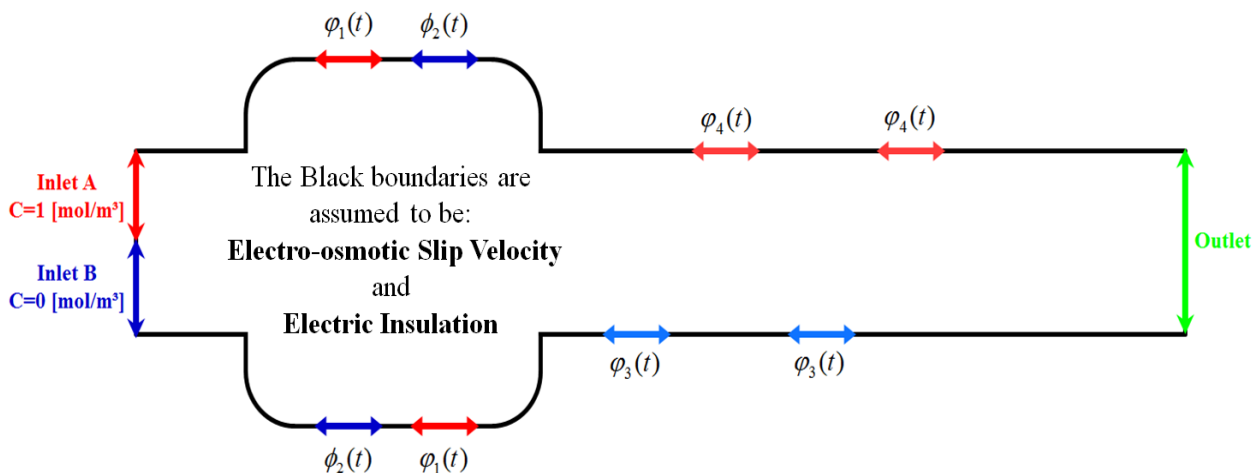 φ₁(t) ϕ₂(t)
φ₄(t) φ₄(t)
Inlet A
C=1 [mol/m³]
Inlet B
C=0 [mol/m³]
The Black boundaries are
assumed to be:
Electro-osmotic Slip Velocity
and
Electric Insulation
Outlet
φ₃(t) φ₃(t)
ϕ₂(t) φ₁(t)